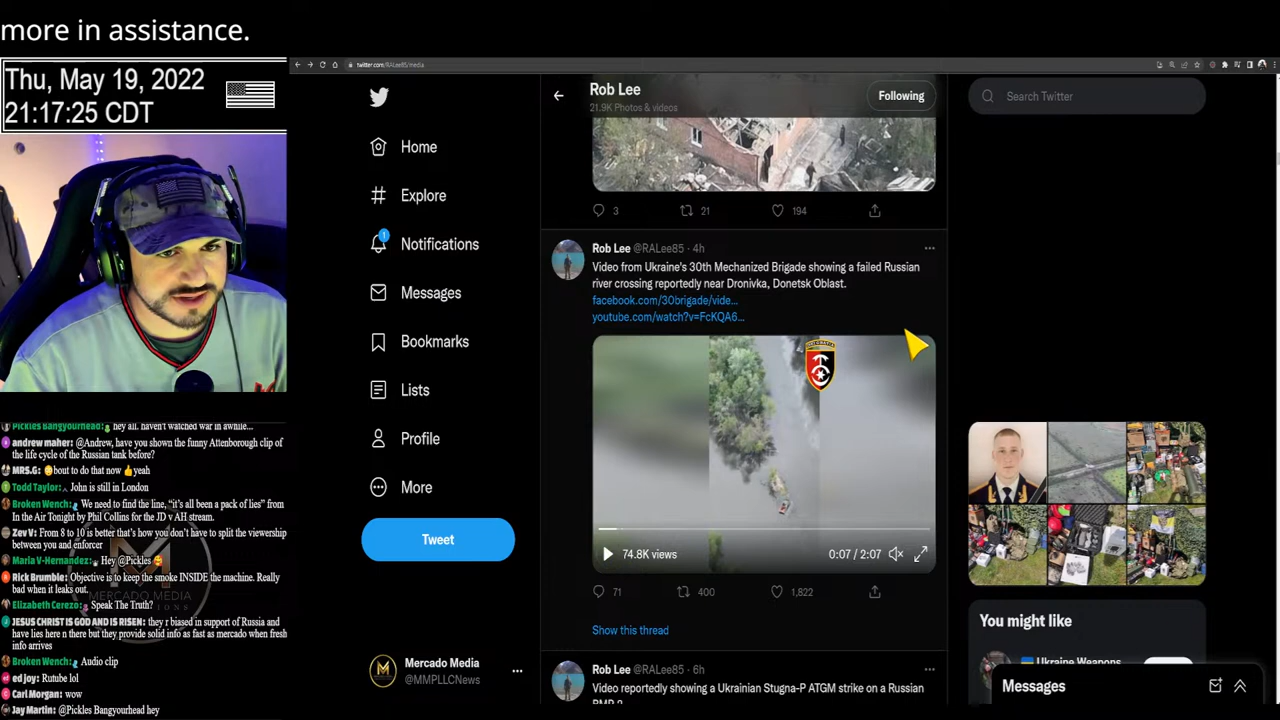 more in assistance.
Thu, May 19, 2022
21:17:25 CDT
Pickles Bangyourhead: hey all. haven't watched war in awhile...
andrew maher: @Andrew, have you shown the funny Attenborough clip of
the life cycle of the Russian tank before?
MRS.G: bout to do that now yeah
Todd Taylor: John is still in London
Broken Wench: We need to find the line, "it's all been a pack of lies" from
In the Air Tonight by Phil Collins for the JD v AH stream.
Zev V: From 8 to 10 is better that's how you don't have to split the viewership
between you and enforcer
Maria V-Hernandez: Hey @Pickles
Rick Brumble: Objective is to keep the smoke INSIDE the machine. Really
bad when it leaks out.
Elizabeth Cerezo: Speak The Truth?
JESUS CHRIST IS GOD AND IS RISEN: they r biased in support of Russia and
have lies here n there but they provide solid info as fast as mercado when fresh
info arrives
Broken Wench: Audio clip
ed joy: Rutube lol
Carl Morgan: wow
Jay Martin: @Pickles Bangyourhead hey
MERCADO
twitter.com/RALee85/media
Home
Explore
1
Notifications
Messages
Bookmarks
Lists
Profile
More
Tweet
Mercado Media
@MMPLLCNews
Rob Lee
21.9K Photos & videos
Following
3
21
194
Rob Lee @RALee85 · 4h
Video from Ukraine's 30th Mechanized Brigade showing a failed Russian
river crossing reportedly near Dronivka, Donetsk Oblast.
facebook.com/30brigade/vide...
youtube.com/watch?v=FcKQA6...
74.8K views
0:07 / 2:07
71
400
1,822
Show this thread
Rob Lee @RALee85 · 6h
Video reportedly showing a Ukrainian Stugna-P ATGM strike on a Russian
BMP-2
Search Twitter
You might like
Ukraine Weapons
Messages